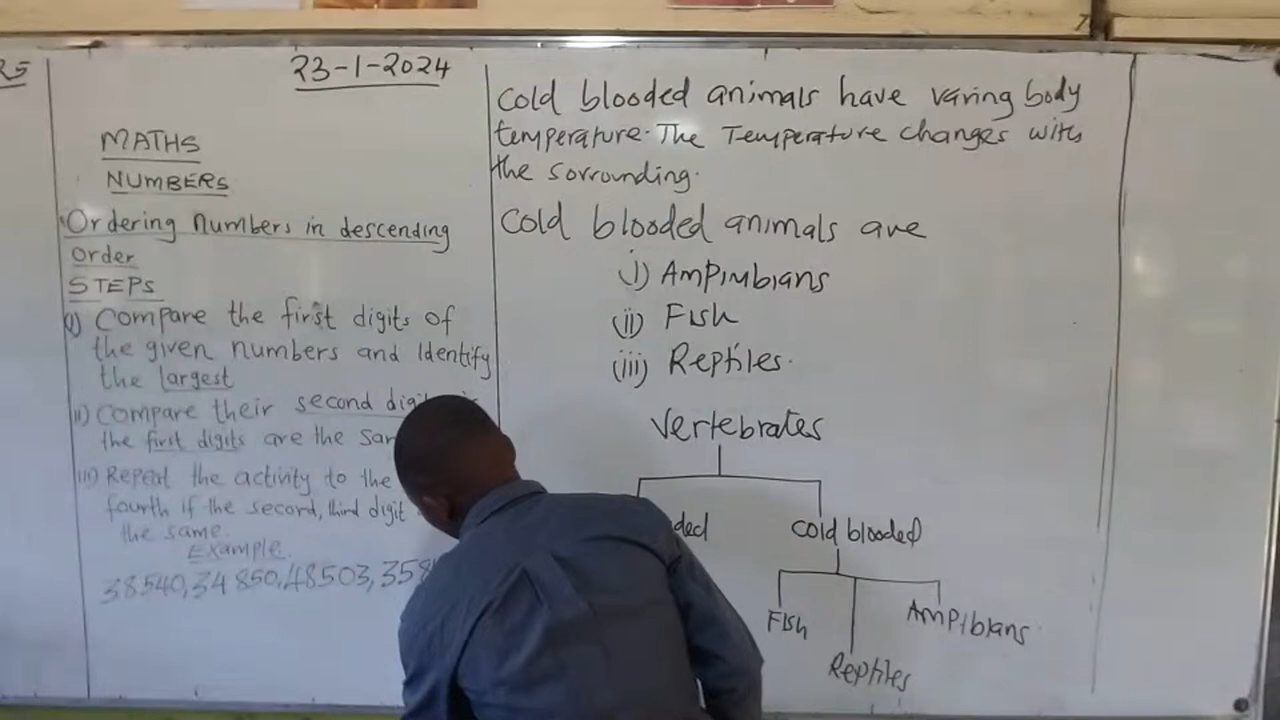 RS
23-1-2024
MATHS
NUMBERS
Ordering numbers in descending
order
STEPS
i) Compare the first digits of
the given numbers and Identify
the largest
ii) Compare their second
the first digits are the
iii) Repeat the activity to the
fourth if the second, third digit
the same.
Example.
38540, 34 850, 48503,
Cold blooded animals have varing body
temperature. The Temperature changes with
the sorrounding.
Cold blooded animals are
i) Ampimbians
(ii) Fish
(iii) Reptiles.
Vertebrates
Cold blooded
Fish
Ampibians
Reptiles